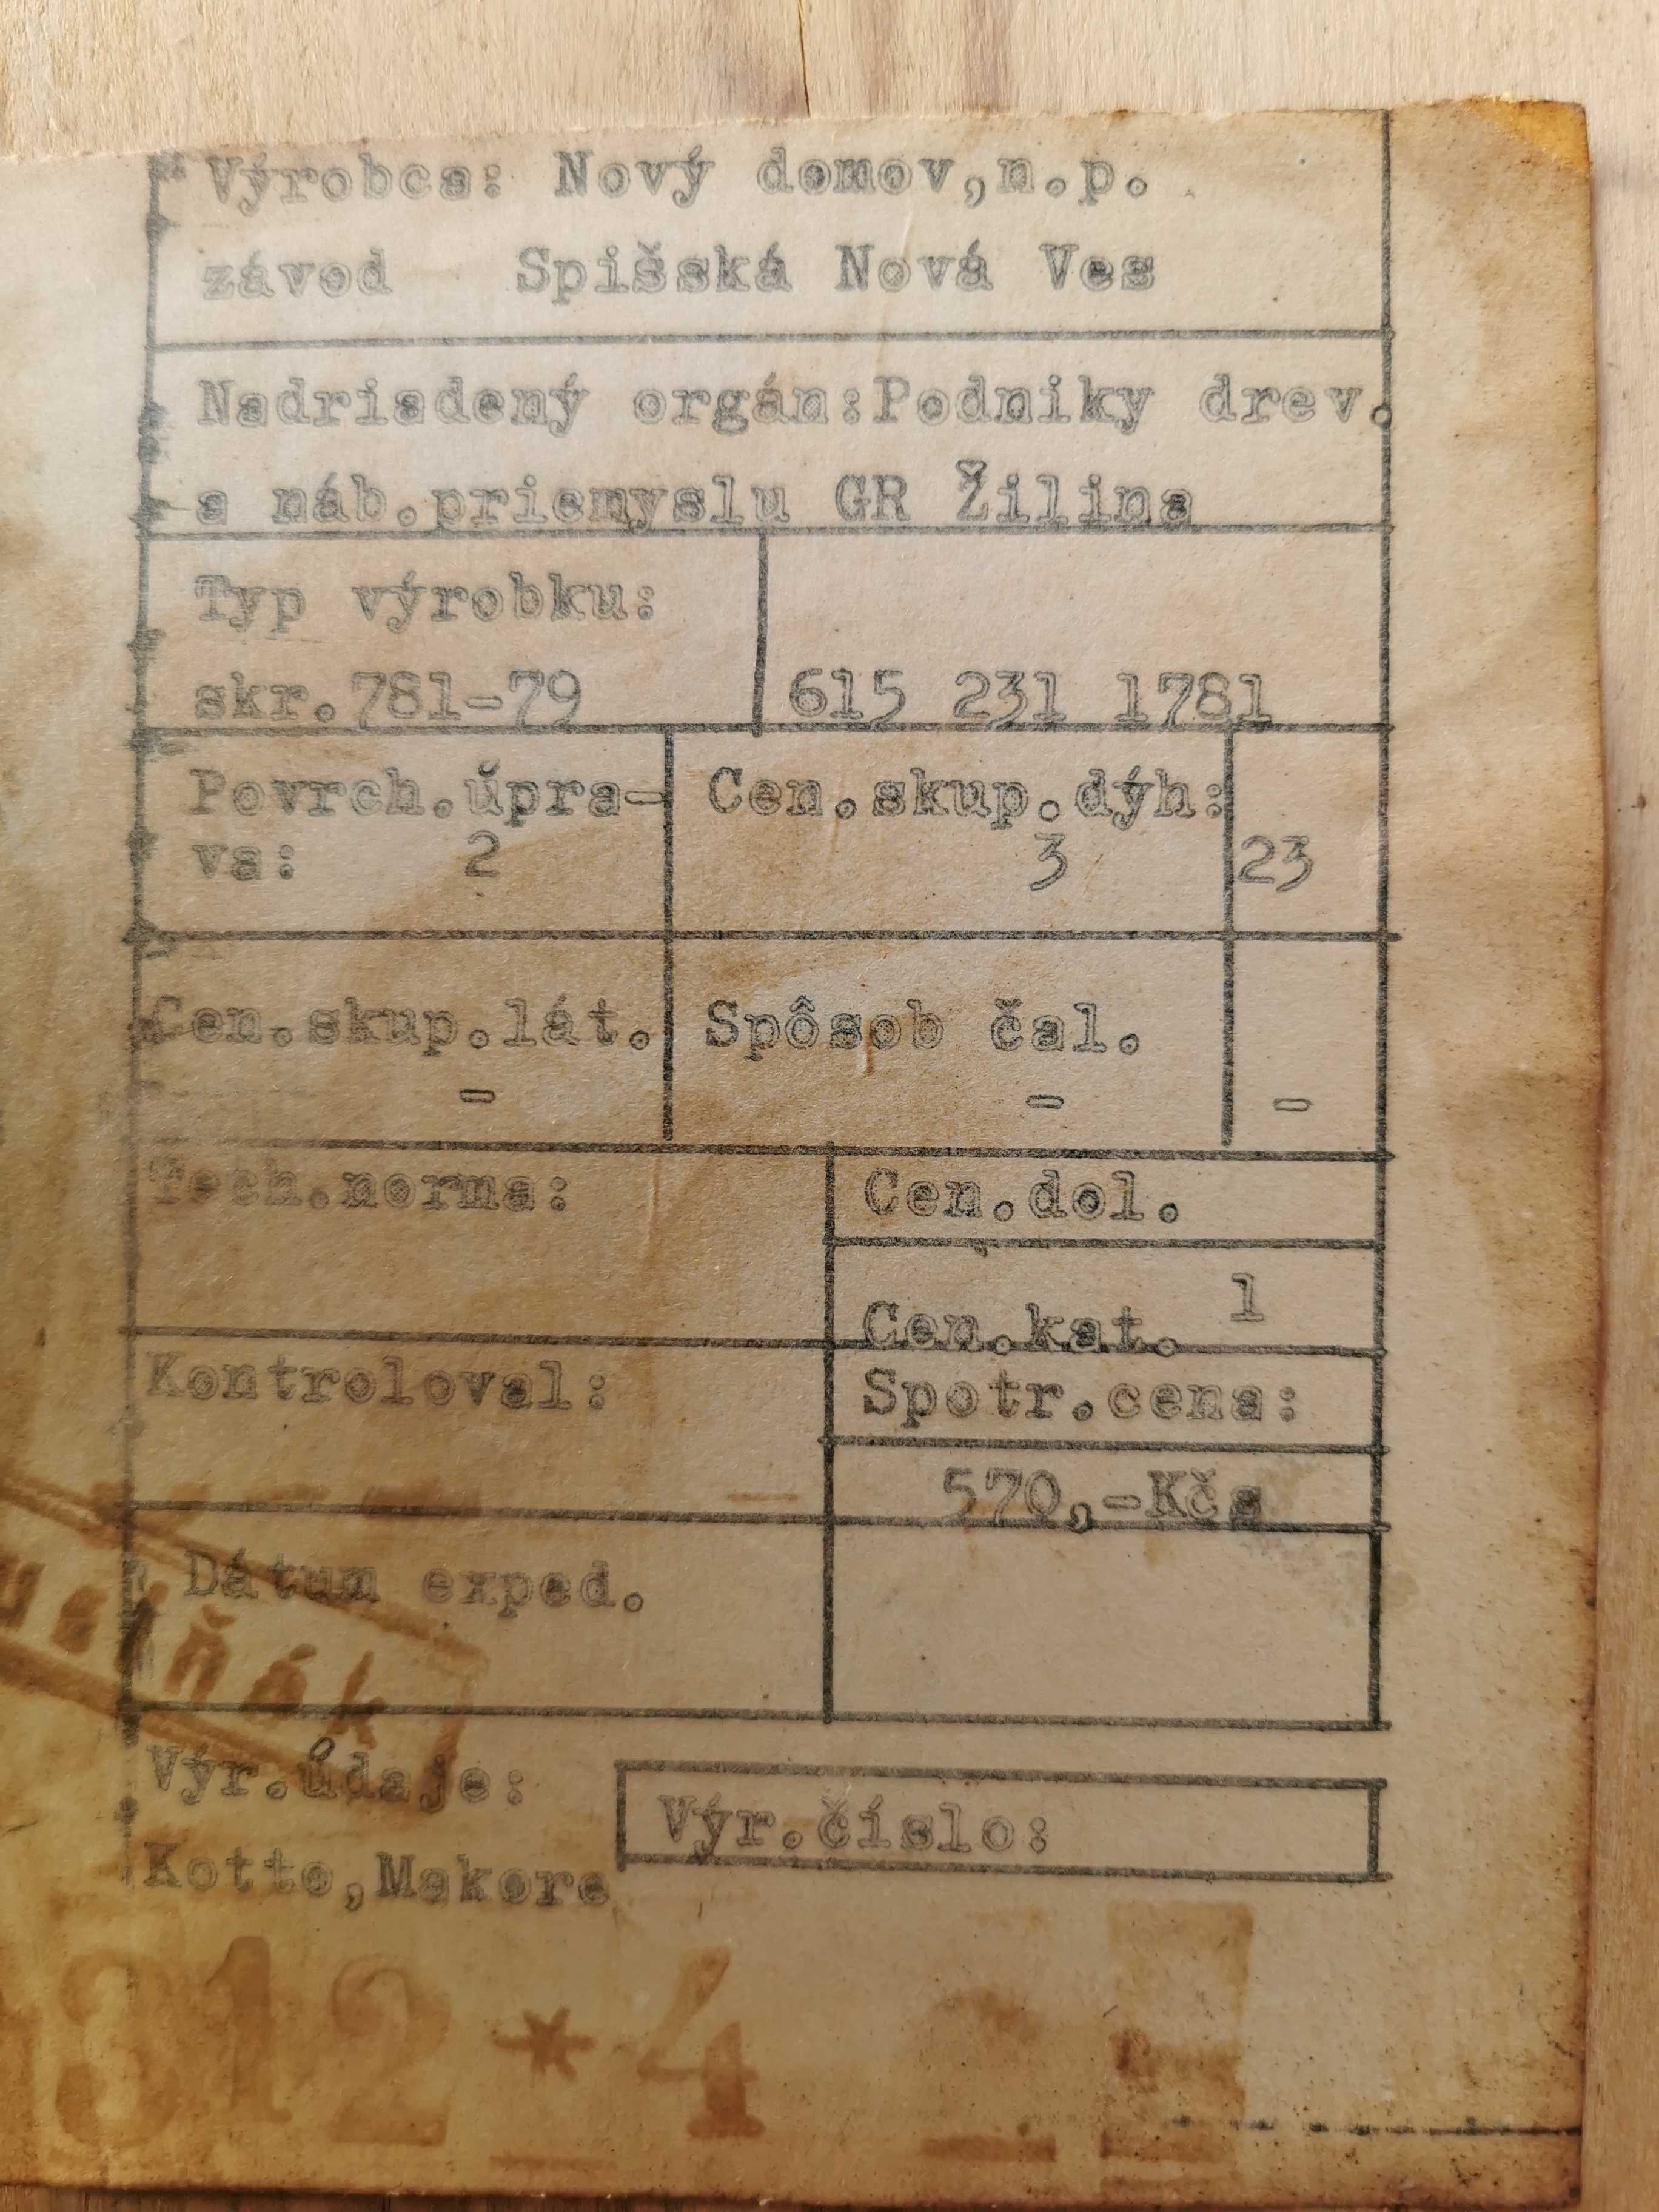 Výrobca: Nový domov,n.p.
závod Spišská Nová Ves
Nadriadený orgán:Podniky drev.
a náb.priemyslu GR Žilina
Typ výrobku:
skr.781-79 615 231 1781
Povrch.úpra- Cen.skup.dýh:
va: 2 3 23
Cen.skup.lát. Spôsob čal.
- - -
Tech.norma: Cen.dol.
Cen.kat. 1
Kontroloval: Spotr.cena:
570,-Kčs
Dátum exped.
Výr.údaje:
Výr.číslo:
Kotto,Makore
312*4